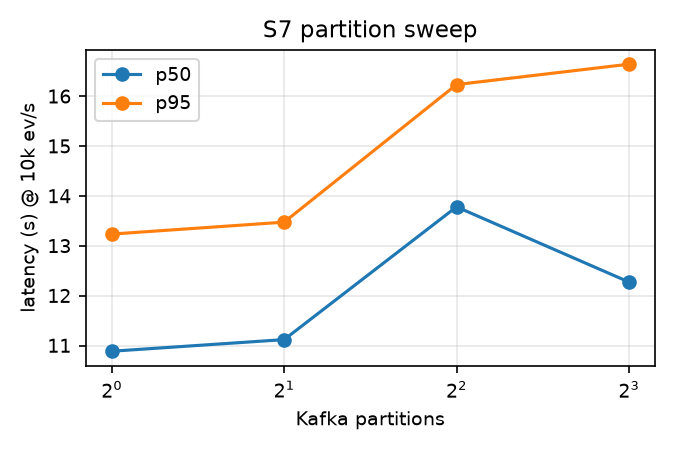 S7 partition sweep
p50
p95
latency (s) @ 10k ev/s
16
15
14
13
12
11
2⁰
2¹
2²
2³
Kafka partitions